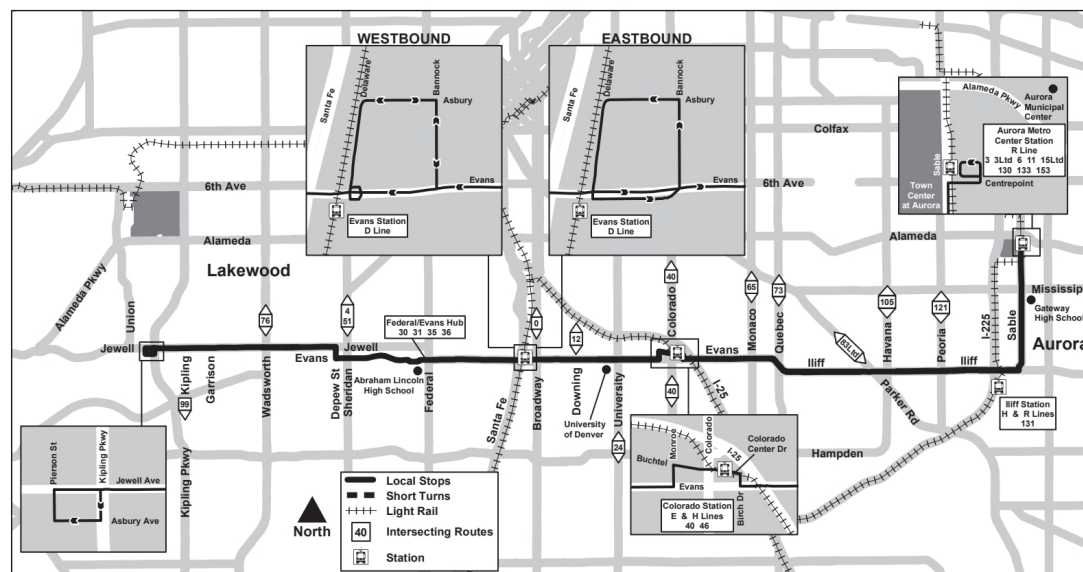 WESTBOUND
Santa Fe
Delaware
Bannock
Asbury
Evans
Evans Station
D Line
EASTBOUND
Santa Fe
Delaware
Bannock
Asbury
Evans
Evans Station
D Line
Alameda Pkwy
Aurora
Municipal
Center
Aurora Metro
Center Station
R Line
3 3Ltd 6 11 15Ltd
130 133 153
Sable
Town
Center
at Aurora
Centrepoint
Colfax
6th Ave
6th Ave
Alameda
Alameda
Lakewood
Alameda Pkwy
Union
Jewell
Kipling
99
Kipling Pkwy
Garrison
76
Wadsworth
4
51
Depew St
Sheridan
Jewell
Evans
Federal/Evans Hub
30 31 35 36
Abraham Lincoln
High School
Federal
Santa Fe
0
Broadway
12
Downing
University
of Denver
University
24
40
Colorado
40
I-25
Evans
65
Monaco
73
Quebec
Iliff
83Ltd
Parker Rd
105
Havana
121
Peoria
Iliff
I-225
Sable
Mississippi
Gateway
High School
Aurora
Iliff Station
H & R Lines
131
Hampden
Pierson St
Kipling Pkwy
Jewell Ave
Asbury Ave
North
Local Stops
Short Turns
Light Rail
40 Intersecting Routes
Station
Buchtel
Monroe
Colorado
I-25
Colorado
Center Dr
Evans
Birch Dr
Colorado Station
E & H Lines
40 46